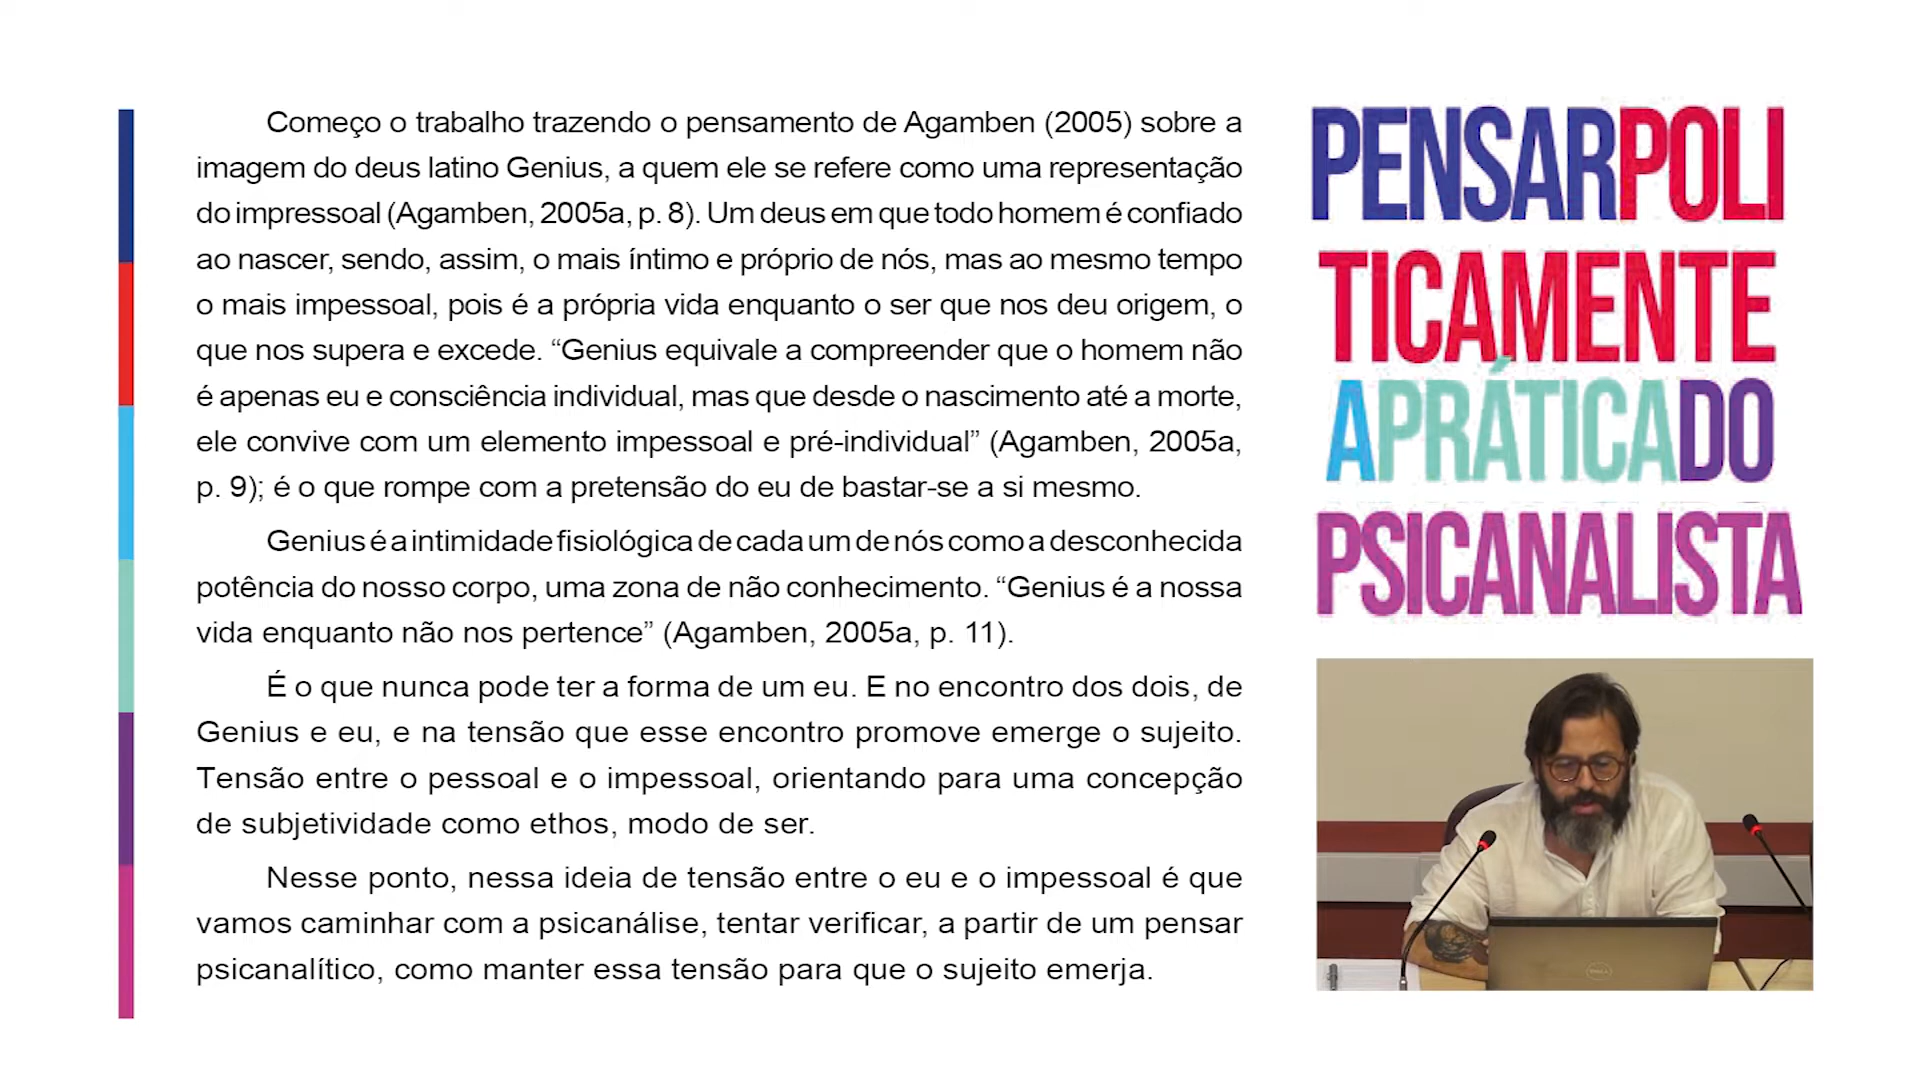 Começo o trabalho trazendo o pensamento de Agamben (2005) sobre a
imagem do deus latino Genius, a quem ele se refere como uma representação
do impressoal (Agamben, 2005a, p. 8). Um deus em que todo homem é confiado
ao nascer, sendo, assim, o mais íntimo e próprio de nós, mas ao mesmo tempo
o mais impessoal, pois é a própria vida enquanto o ser que nos deu origem, o
que nos supera e excede. “Genius equivale a compreender que o homem não
é apenas eu e consciência individual, mas que desde o nascimento até a morte,
ele convive com um elemento impessoal e pré-individual” (Agamben, 2005a,
p. 9); é o que rompe com a pretensão do eu de bastar-se a si mesmo.
Genius é a intimidade fisiológica de cada um de nós como a desconhecida
potência do nosso corpo, uma zona de não conhecimento. “Genius é a nossa
vida enquanto não nos pertence” (Agamben, 2005a, p. 11).
É o que nunca pode ter a forma de um eu. E no encontro dos dois, de
Genius e eu, e na tensão que esse encontro promove emerge o sujeito.
Tensão entre o pessoal e o impessoal, orientando para uma concepção
de subjetividade como ethos, modo de ser.
Nesse ponto, nessa ideia de tensão entre o eu e o impessoal é que
vamos caminhar com a psicanálise, tentar verificar, a partir de um pensar
psicanalítico, como manter essa tensão para que o sujeito emerja.
PENSARPOLI
TICAMENTE
APRÁTICADO
PSICANALISTA
DELL